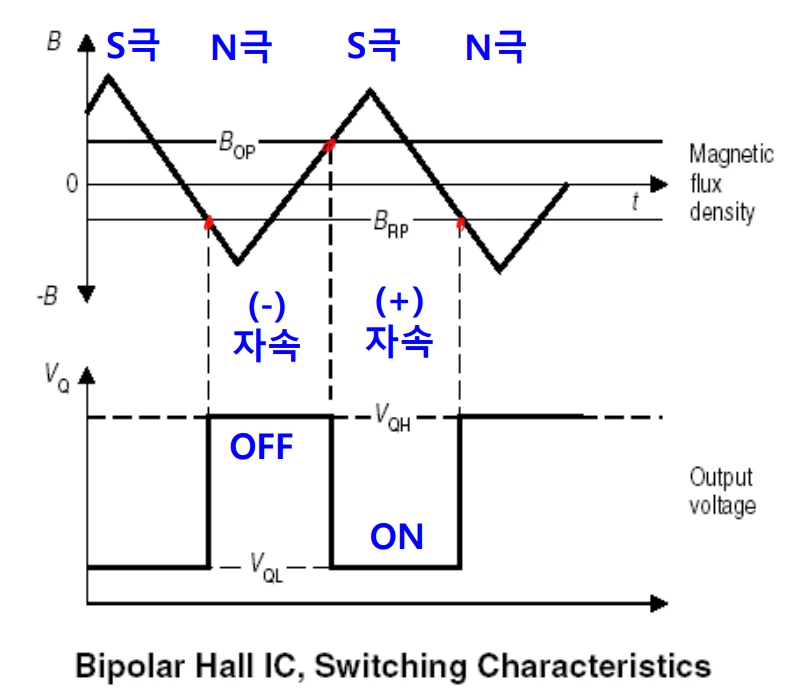 B S극 N극 S극 N극
B_OP
Magnetic
flux
density
0
t
B_RP
-B
(-)
자속
(+)
자속
V_Q
V_QH
OFF
Output
voltage
ON
V_QL
Bipolar Hall IC, Switching Characteristics